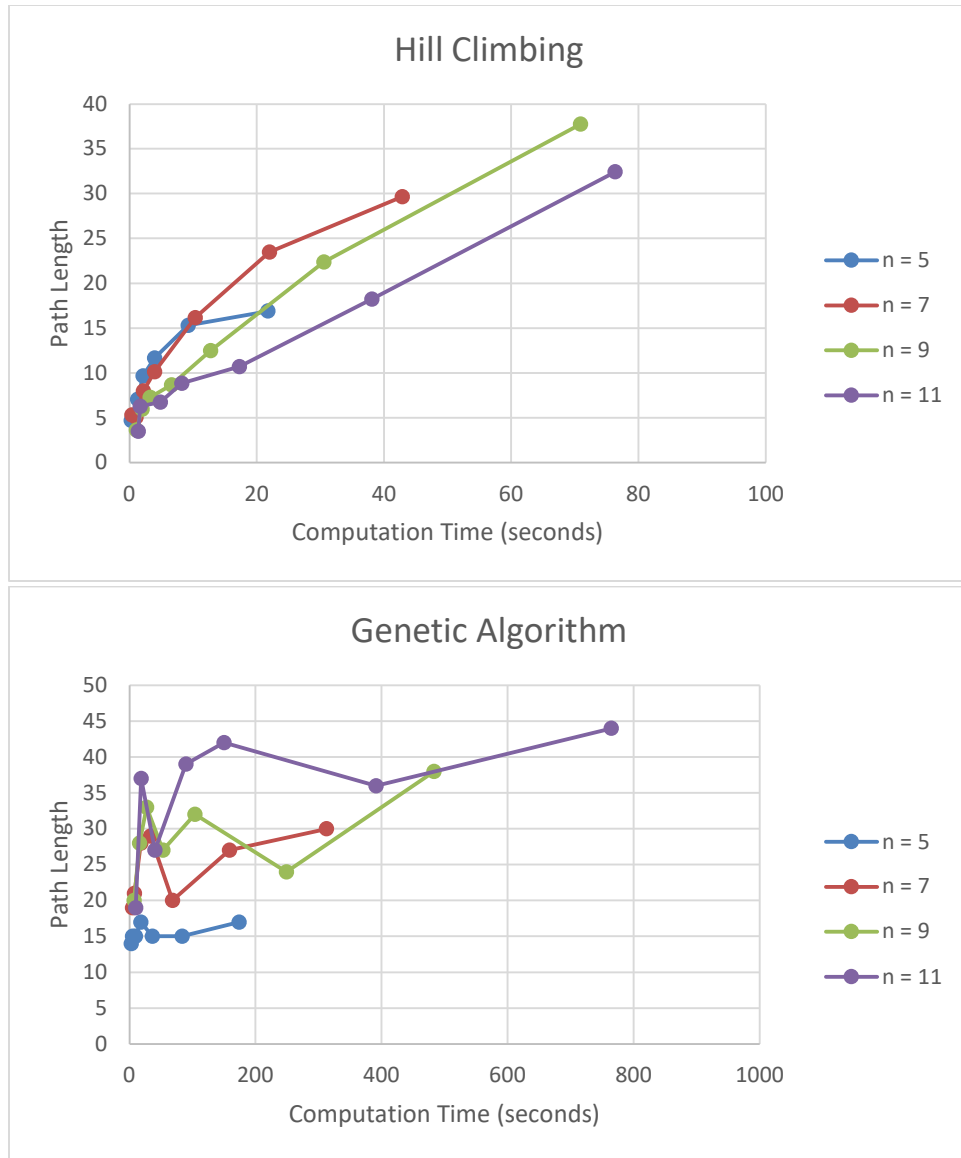 Hill Climbing
40
35
30
25
20
15
10
5
0
Path Length
0 20 40 60 80 100
Computation Time (seconds)
n = 5
n = 7
n = 9
n = 11
Genetic Algorithm
50
45
40
35
30
25
20
15
10
5
0
Path Length
0 200 400 600 800 1000
Computation Time (seconds)
n = 5
n = 7
n = 9
n = 11